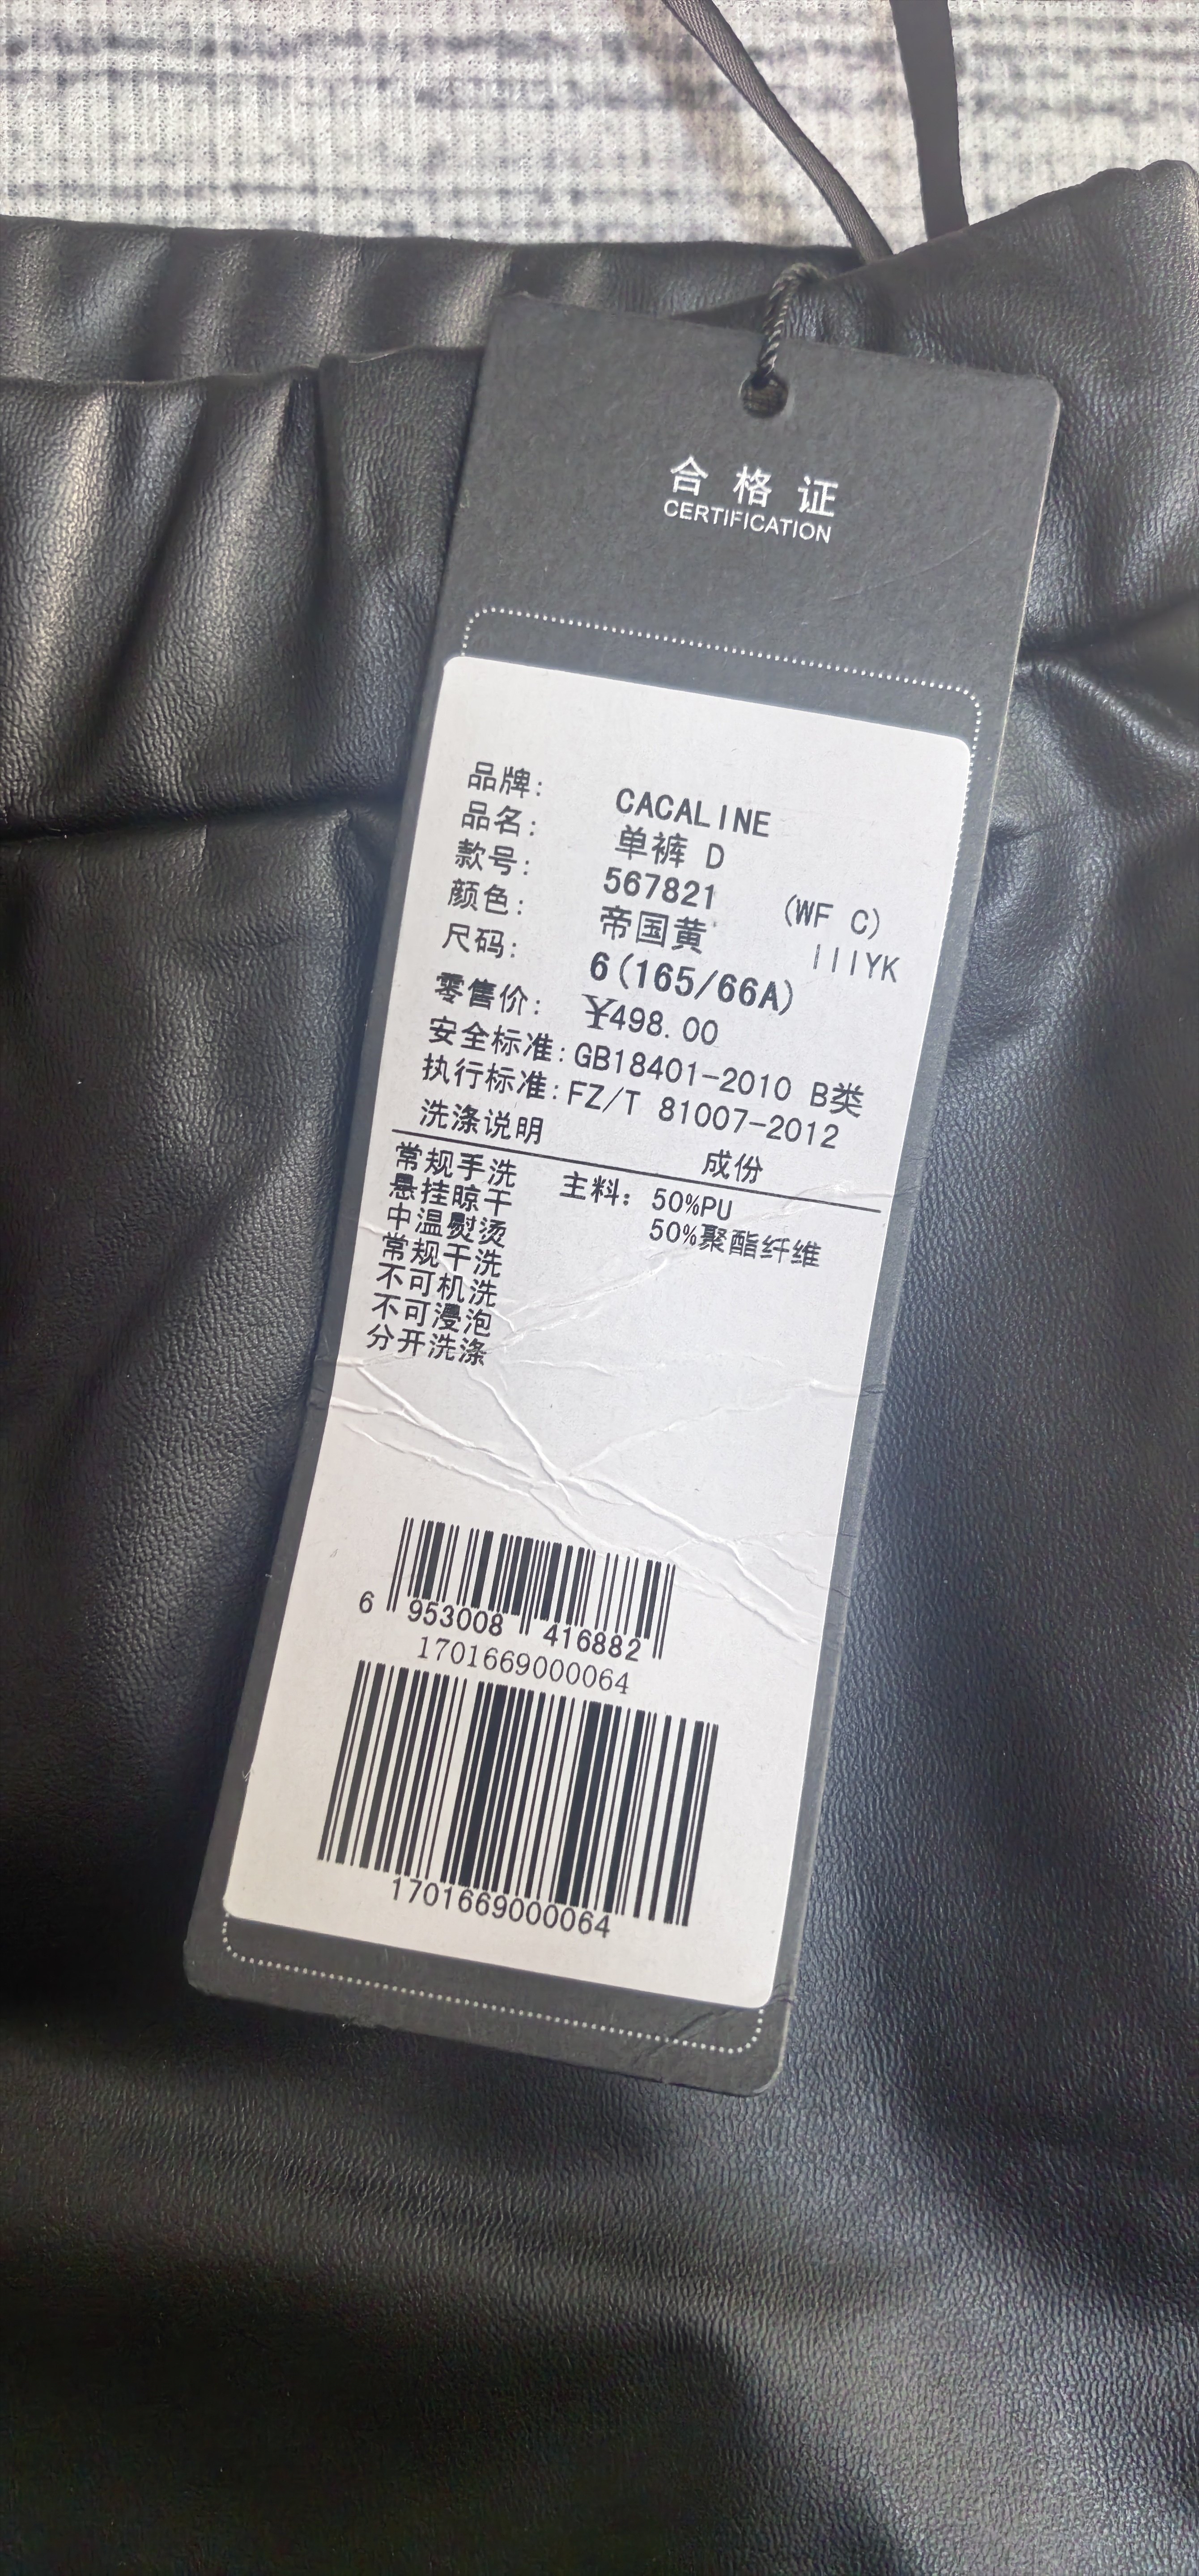 合格证
CERTIFICATION
品牌: CACALINE
品名: 单裤 D
款号: 567821 (WF C)
颜色: 帝国黄 IIIYK
尺码: 6(165/66A)
零售价: ¥498.00
安全标准:GB18401-2010 B类
执行标准:FZ/T 81007-2012
洗涤说明 成份
常规手洗 主料: 50%PU
悬挂晾干 50%聚酯纤维
中温熨烫
常规干洗
不可机洗
不可浸泡
分开洗涤
6 953008 416882
1701669000064
1701669000064